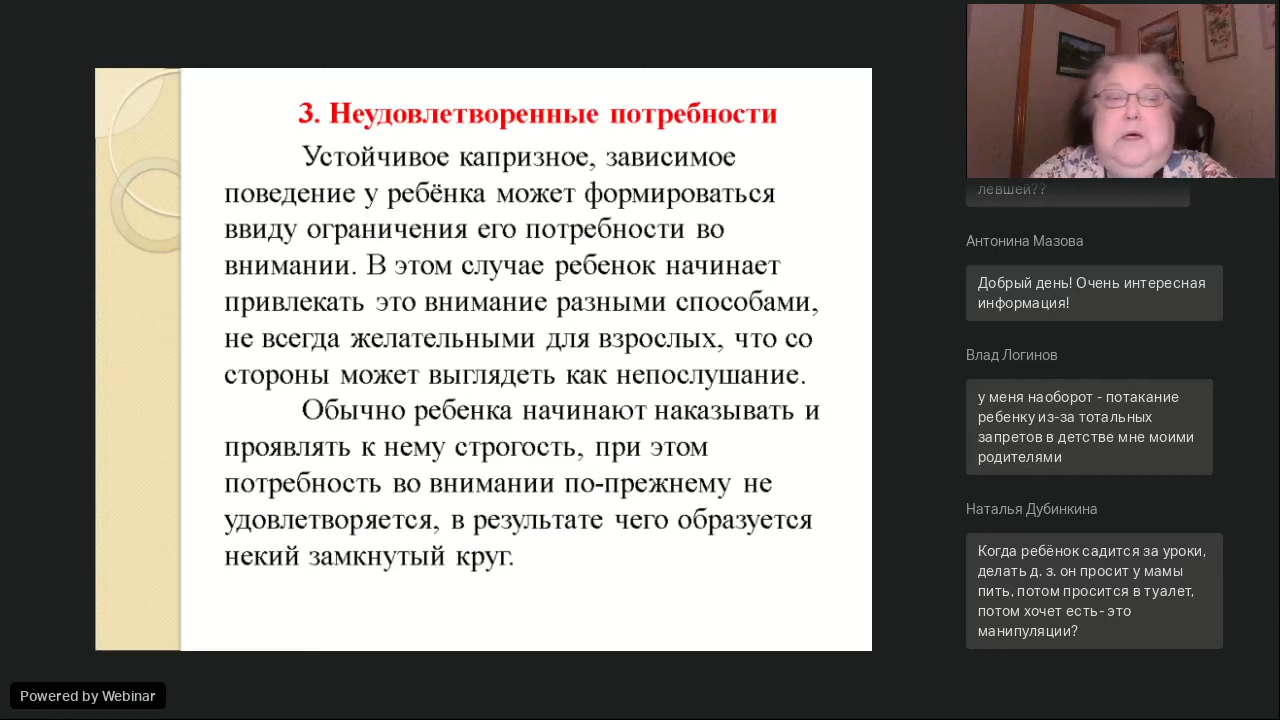 3. Неудовлетворенные потребности
Устойчивое капризное, зависимое
поведение у ребёнка может формироваться
ввиду ограничения его потребности во
внимании. В этом случае ребенок начинает
привлекать это внимание разными способами,
не всегда желательными для взрослых, что со
стороны может выглядеть как непослушание.
Обычно ребенка начинают наказывать и
проявлять к нему строгость, при этом
потребность во внимании по-прежнему не
удовлетворяется, в результате чего образуется
некий замкнутый круг.
левшей??
Антонина Мазова
Добрый день! Очень интересная
информация!
Влад Логинов
у меня наоборот - потакание
ребенку из-за тотальных
запретов в детстве мне моими
родителями
Наталья Дубинкина
Когда ребёнок садится за уроки,
делать д. з. он просит у мамы
пить, потом просится в туалет,
потом хочет есть- это
манипуляции?
Powered by Webinar